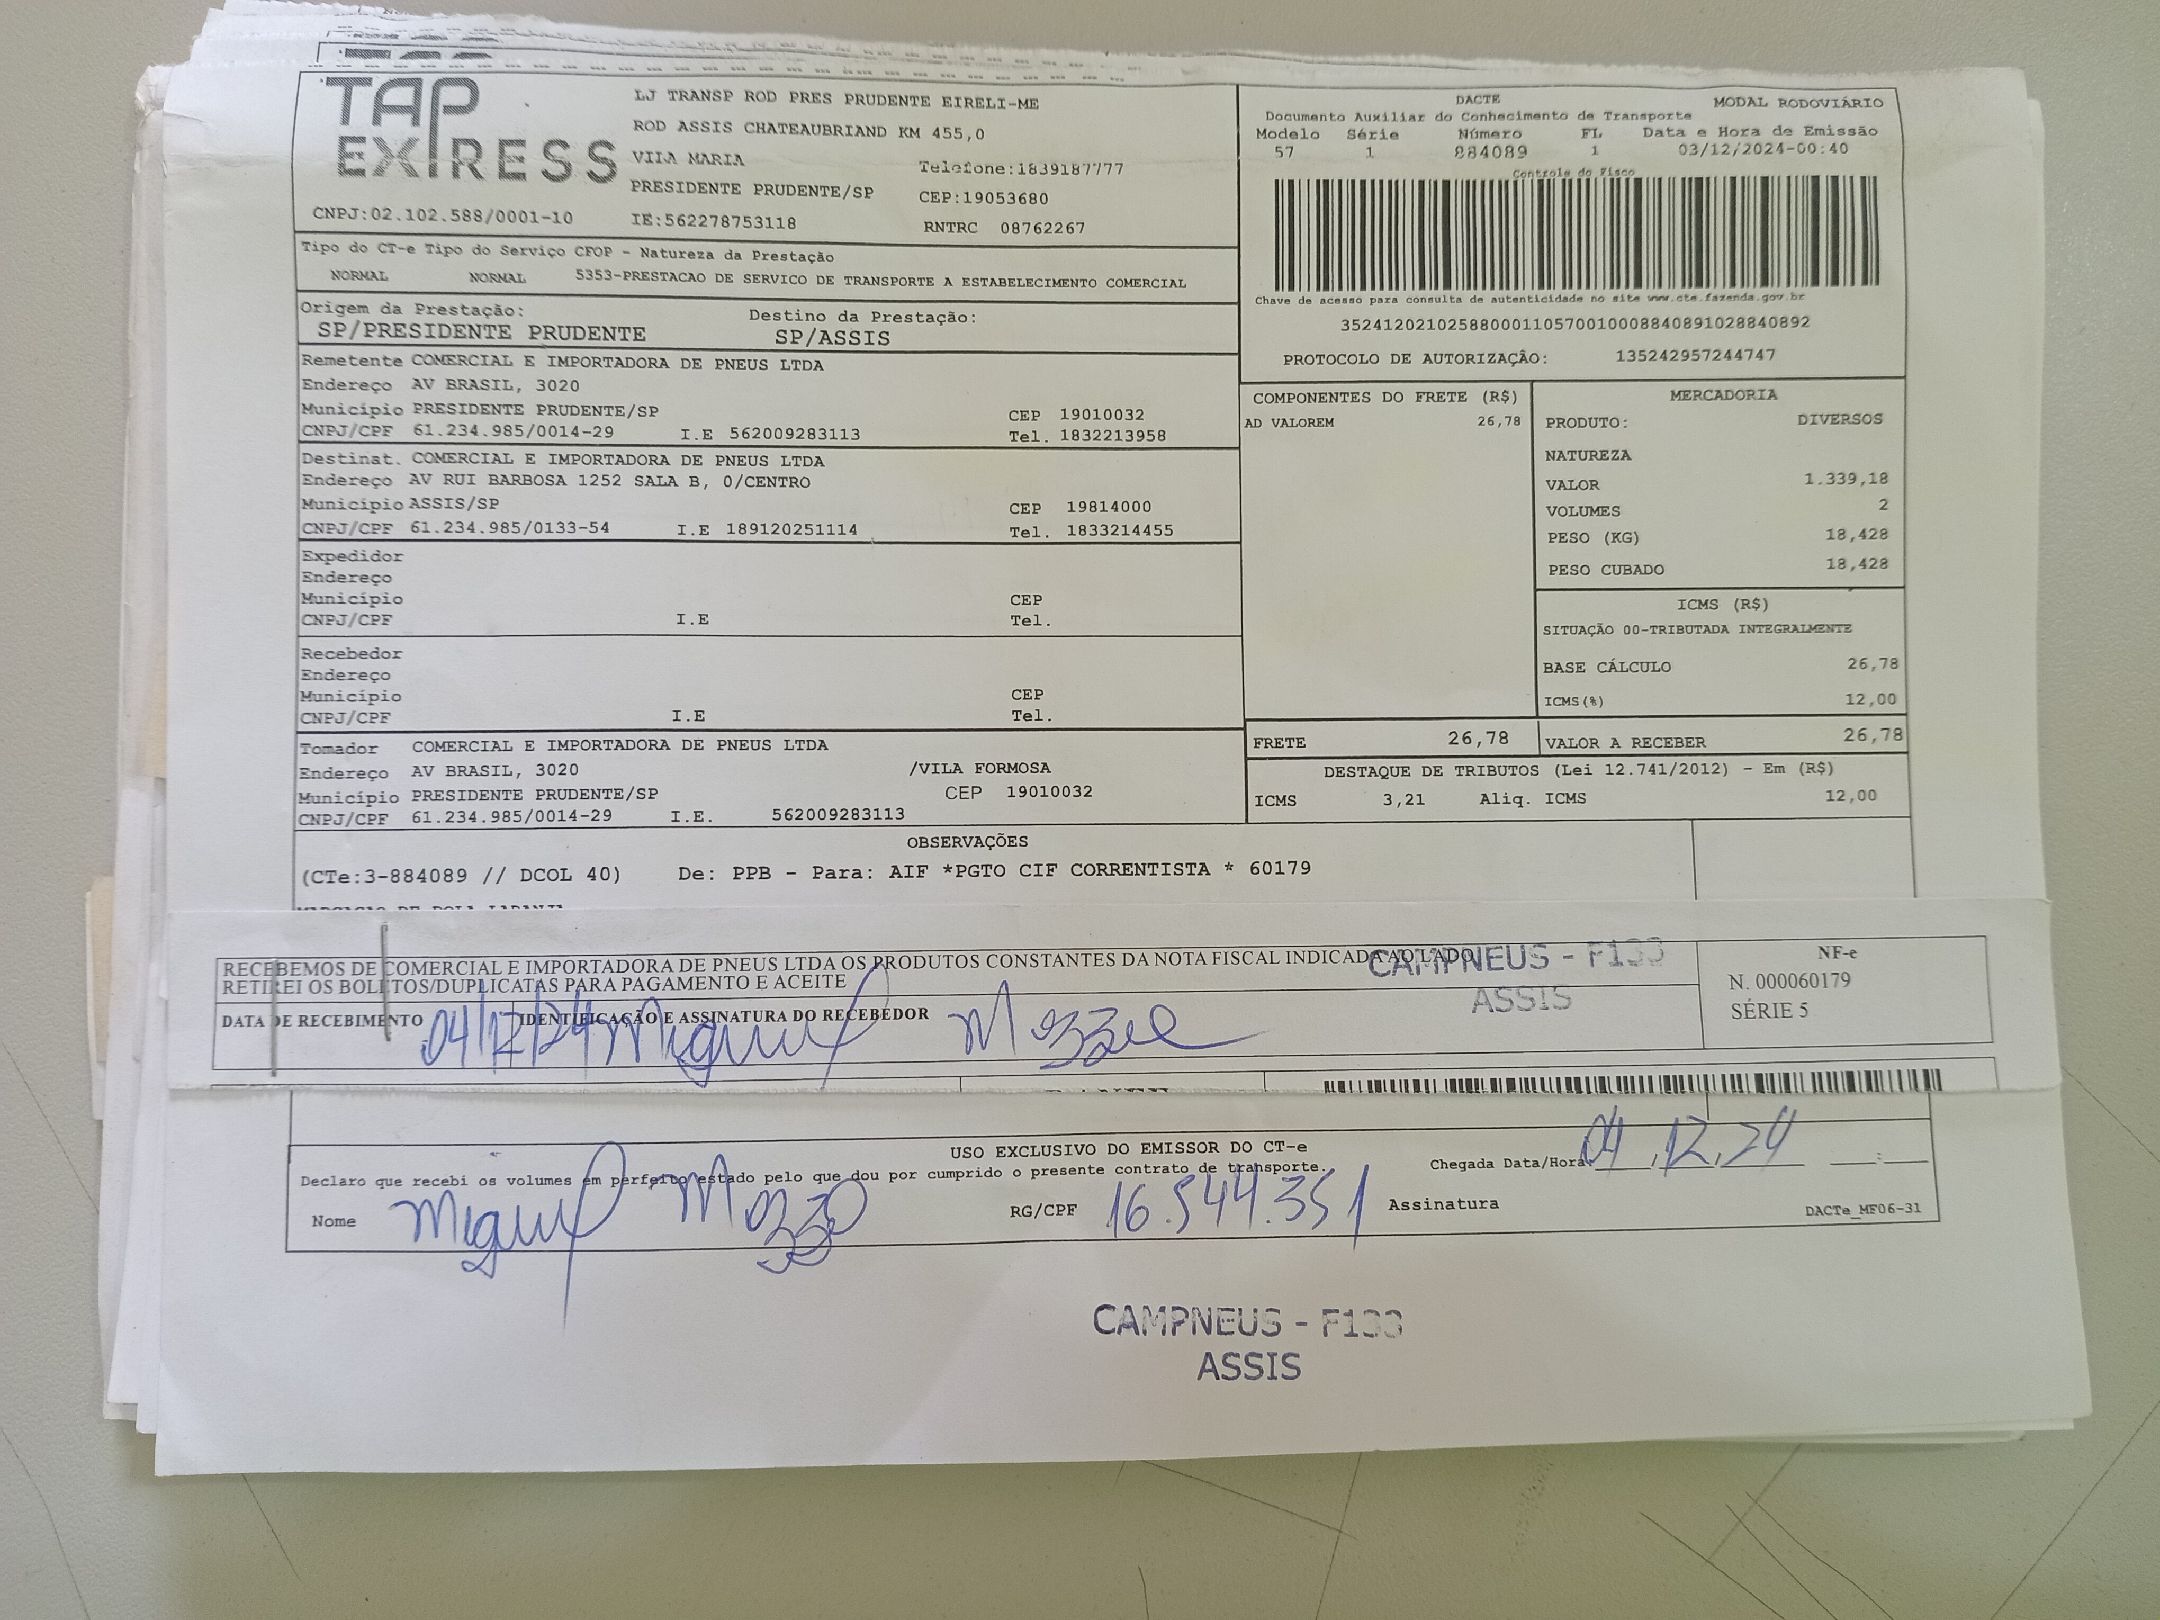 TAP EXPRESS
LJ TRANSP ROD PRES PRUDENTE EIRELI-ME
ROD ASSIS CHATEAUBRIAND KM 455,0
VILA MARIA
Telefone:1839187777
PRESIDENTE PRUDENTE/SP
CEP:19053680
CNPJ:02.102.588/0001-10
IE:562278753118
RNTRC 08762267
DACTE
MODAL RODOVIÁRIO
Documento Auxiliar do Conhecimento de Transporte
Modelo Série Número FL Data e Hora de Emissão
57 1 884089 1 03/12/2024-00:40
Controle do Fisco
Chave de acesso para consulta de autenticidade no site www.cte.fazenda.gov.br
35241202102588000110570010008840891028840892
PROTOCOLO DE AUTORIZAÇÃO: 135242957244747
Tipo do CT-e Tipo do Serviço CFOP - Natureza da Prestação
NORMAL NORMAL 5353-PRESTACAO DE SERVICO DE TRANSPORTE A ESTABELECIMENTO COMERCIAL
Origem da Prestação: Destino da Prestação:
SP/PRESIDENTE PRUDENTE SP/ASSIS
Remetente COMERCIAL E IMPORTADORA DE PNEUS LTDA
Endereço AV BRASIL, 3020
Município PRESIDENTE PRUDENTE/SP CEP 19010032
CNPJ/CPF 61.234.985/0014-29 I.E 562009283113 Tel. 1832213958
Destinat. COMERCIAL E IMPORTADORA DE PNEUS LTDA
Endereço AV RUI BARBOSA 1252 SALA B, 0/CENTRO
Município ASSIS/SP CEP 19814000
CNPJ/CPF 61.234.985/0133-54 I.E 189120251114 Tel. 1833214455
Expedidor
Endereço
Município CEP
CNPJ/CPF I.E Tel.
Recebedor
Endereço
Município CEP
CNPJ/CPF I.E Tel.
Tomador COMERCIAL E IMPORTADORA DE PNEUS LTDA
Endereço AV BRASIL, 3020 /VILA FORMOSA
Município PRESIDENTE PRUDENTE/SP CEP 19010032
CNPJ/CPF 61.234.985/0014-29 I.E. 562009283113
COMPONENTES DO FRETE (R$)
AD VALOREM 26,78
MERCADORIA
PRODUTO: DIVERSOS
NATUREZA
VALOR 1.339,18
VOLUMES 2
PESO (KG) 18,428
PESO CUBADO 18,428
ICMS (R$)
SITUAÇÃO 00-TRIBUTADA INTEGRALMENTE
BASE CÁLCULO 26,78
ICMS(%) 12,00
FRETE 26,78 VALOR A RECEBER 26,78
DESTAQUE DE TRIBUTOS (Lei 12.741/2012) - Em (R$)
ICMS 3,21 Aliq. ICMS 12,00
OBSERVAÇÕES
(CTe:3-884089 // DCOL 40) De: PPB - Para: AIF *PGTO CIF CORRENTISTA * 60179
RECEBEMOS DE COMERCIAL E IMPORTADORA DE PNEUS LTDA OS PRODUTOS CONSTANTES DA NOTA FISCAL INDICADA AO LADO
RETIREI OS BOLETOS/DUPLICATAS PARA PAGAMENTO E ACEITE
CAMPNEUS - F133
ASSIS
NF-e
N. 000060179
SÉRIE 5
DATA DE RECEBIMENTO 04/12/24 IDENTIFICAÇÃO E ASSINATURA DO RECEBEDOR
Miguel
USO EXCLUSIVO DO EMISSOR DO CT-e
Declaro que recebi os volumes em perfeito estado pelo que dou por cumprido o presente contrato de transporte.
Chegada Data/Hora: 04,12,24
Nome Miguel Mozzo RG/CPF 16.544.351 Assinatura
DACTe_MF06-31
CAMPNEUS - F133
ASSIS